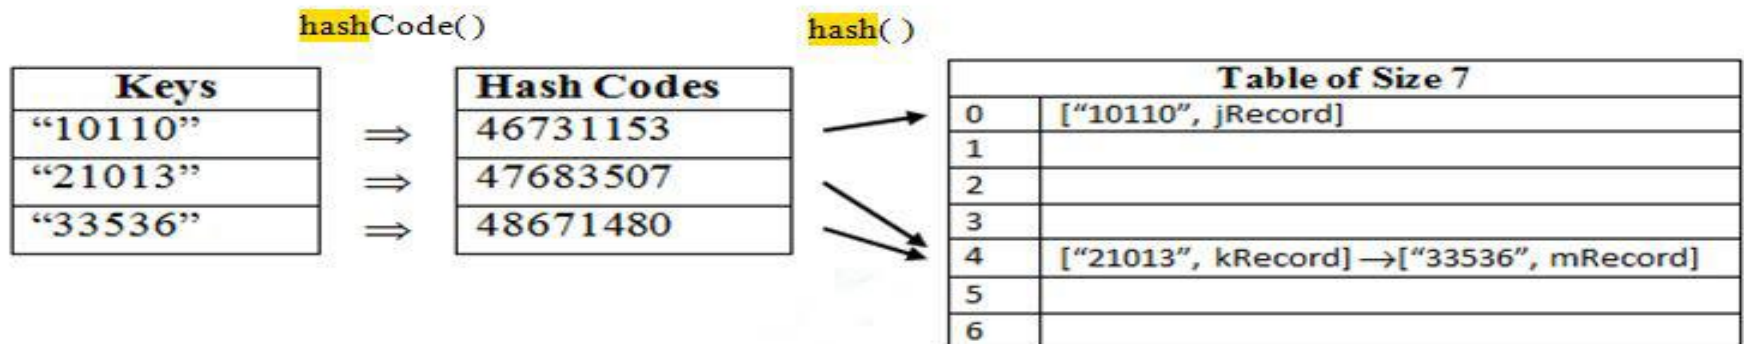 hashCode()
hash( )
Keys
"10110"
"21013"
"33536"
⇒
⇒
⇒
Hash Codes
46731153
47683507
48671480
Table of Size 7
0 ["10110", jRecord]
1
2
3
4 ["21013", kRecord]→["33536", mRecord]
5
6